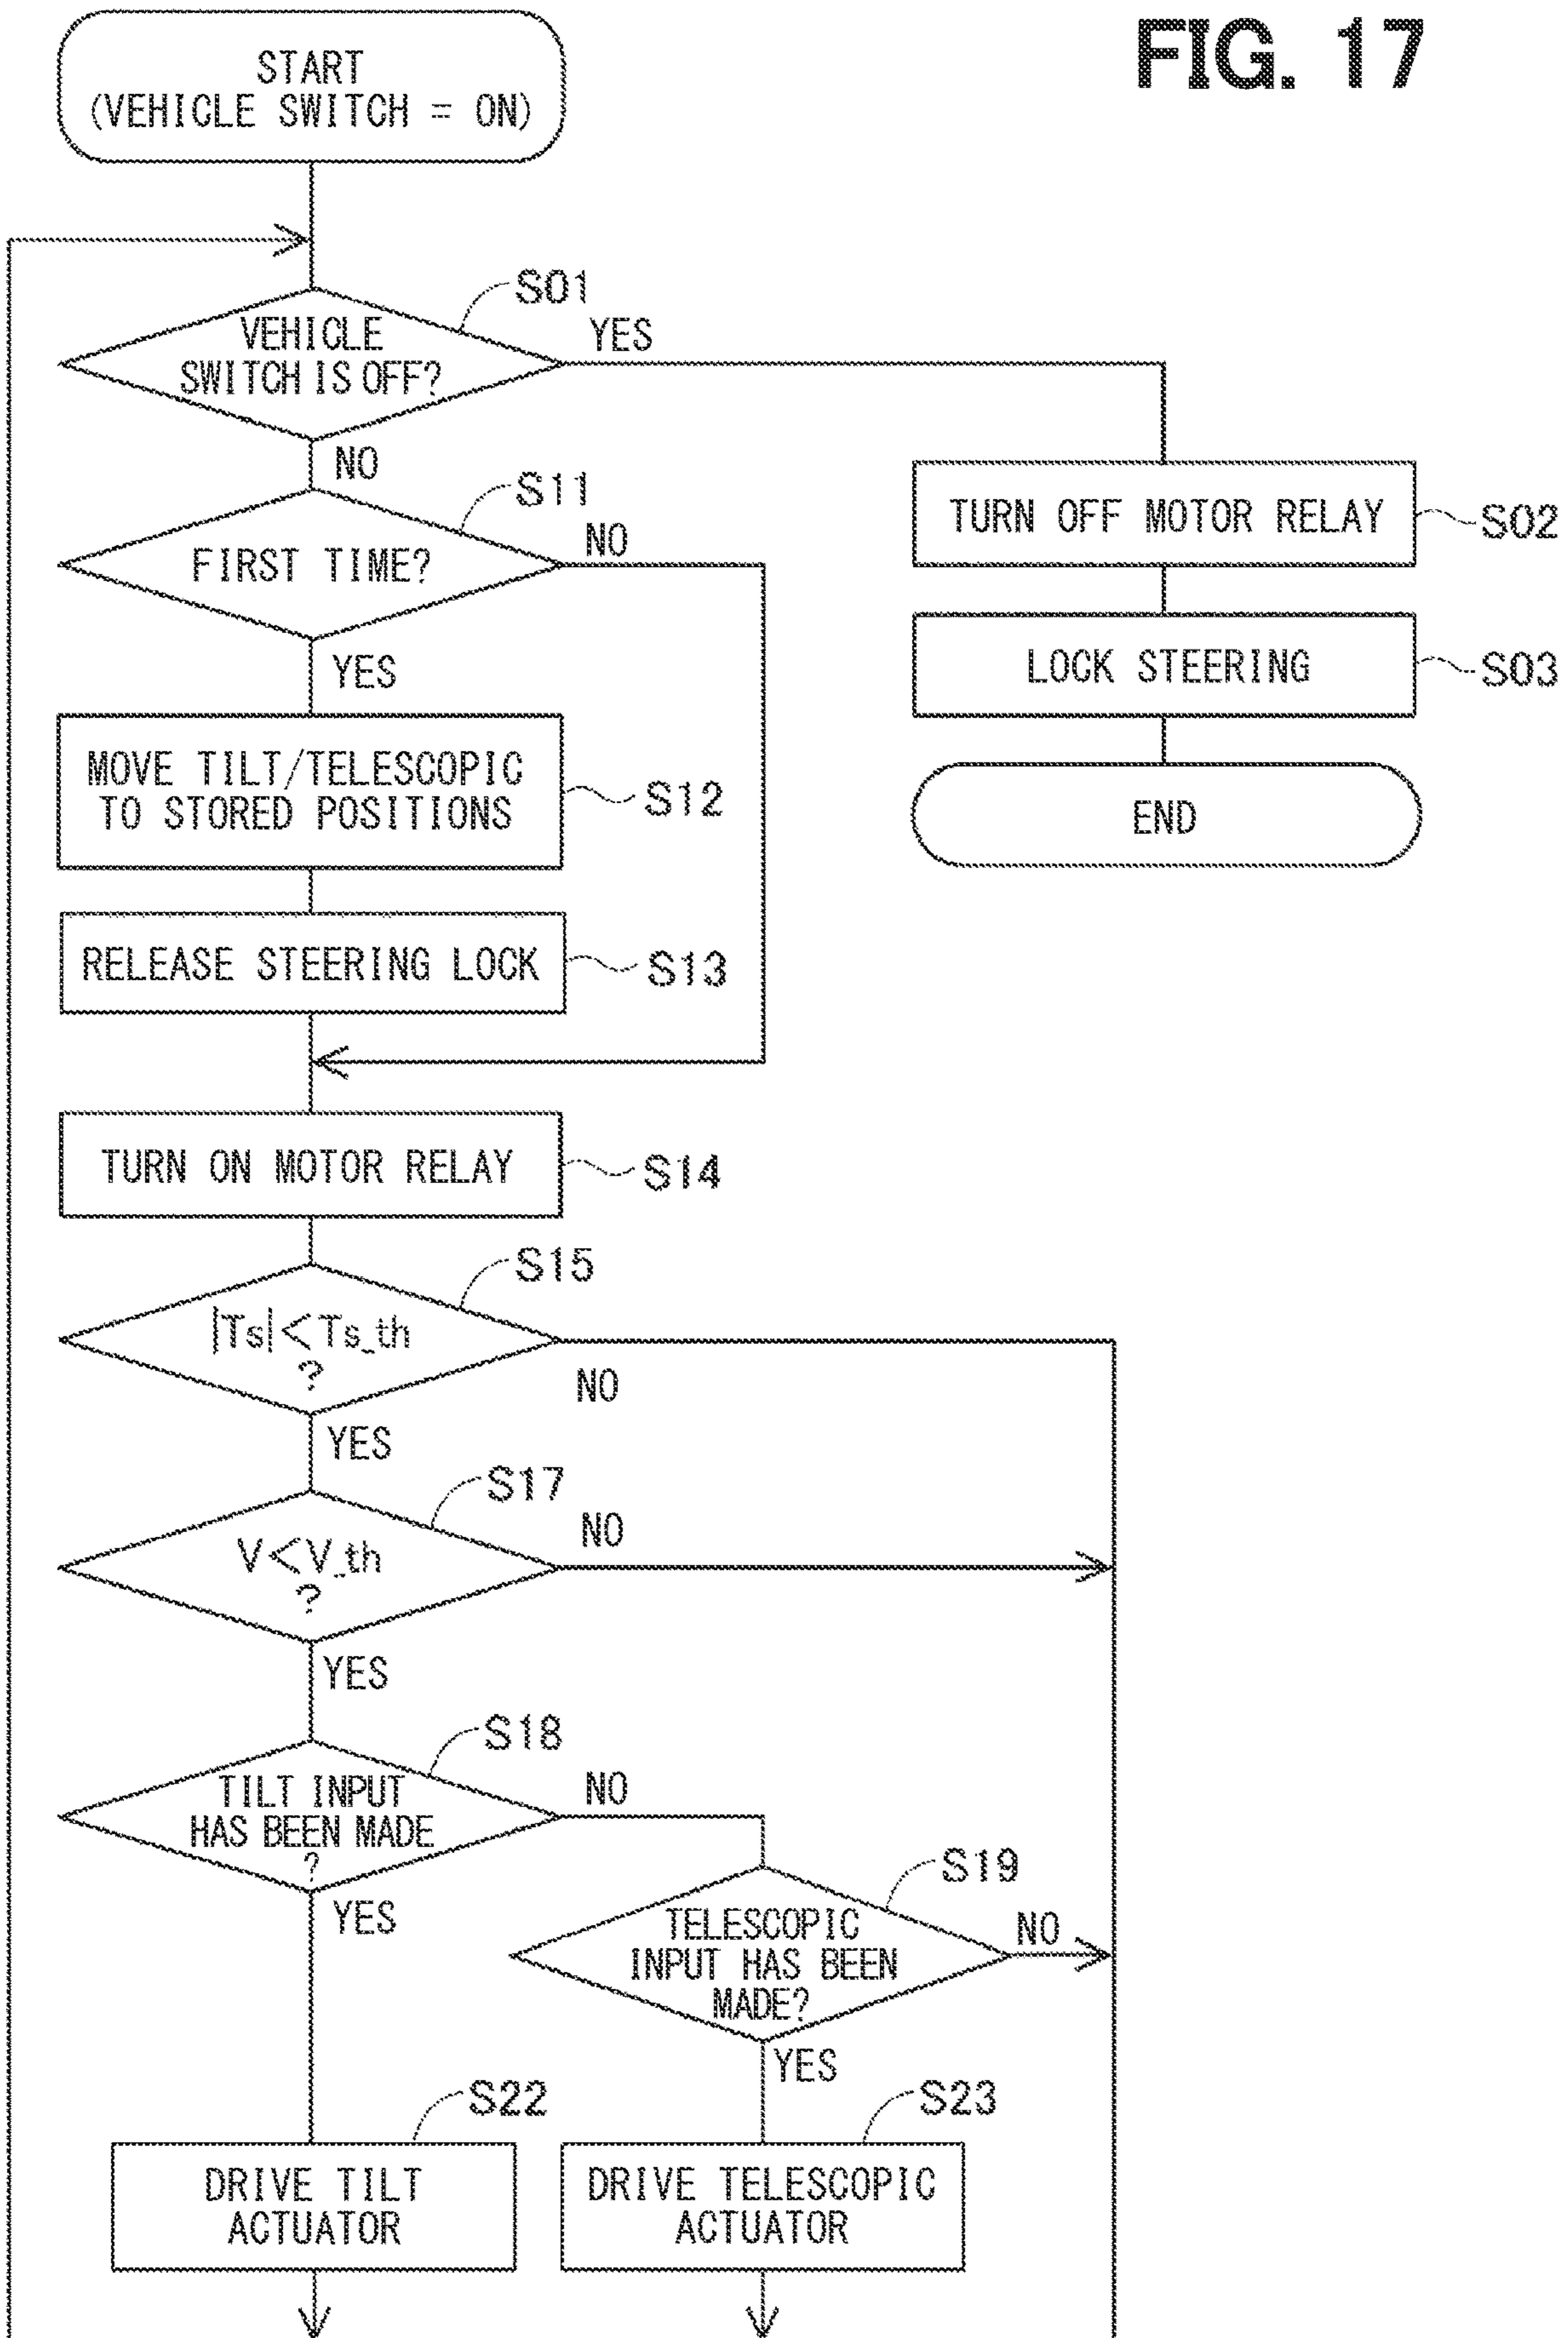 FIG. 17
START
(VEHICLE SWITCH = ON)
S01
VEHICLE
SWITCH IS OFF?
YES
NO
S11
FIRST TIME?
NO
YES
TURN OFF MOTOR RELAY
S02
LOCK STEERING
S03
END
MOVE TILT/TELESCOPIC
TO STORED POSITIONS
S12
RELEASE STEERING LOCK
S13
TURN ON MOTOR RELAY
S14
S15
|Ts|<Ts_th
?
NO
YES
S17
V<V_th
?
NO
YES
S18
TILT INPUT
HAS BEEN MADE
?
NO
YES
S19
TELESCOPIC
INPUT HAS BEEN
MADE?
NO
YES
S22
DRIVE TILT
ACTUATOR
S23
DRIVE TELESCOPIC
ACTUATOR